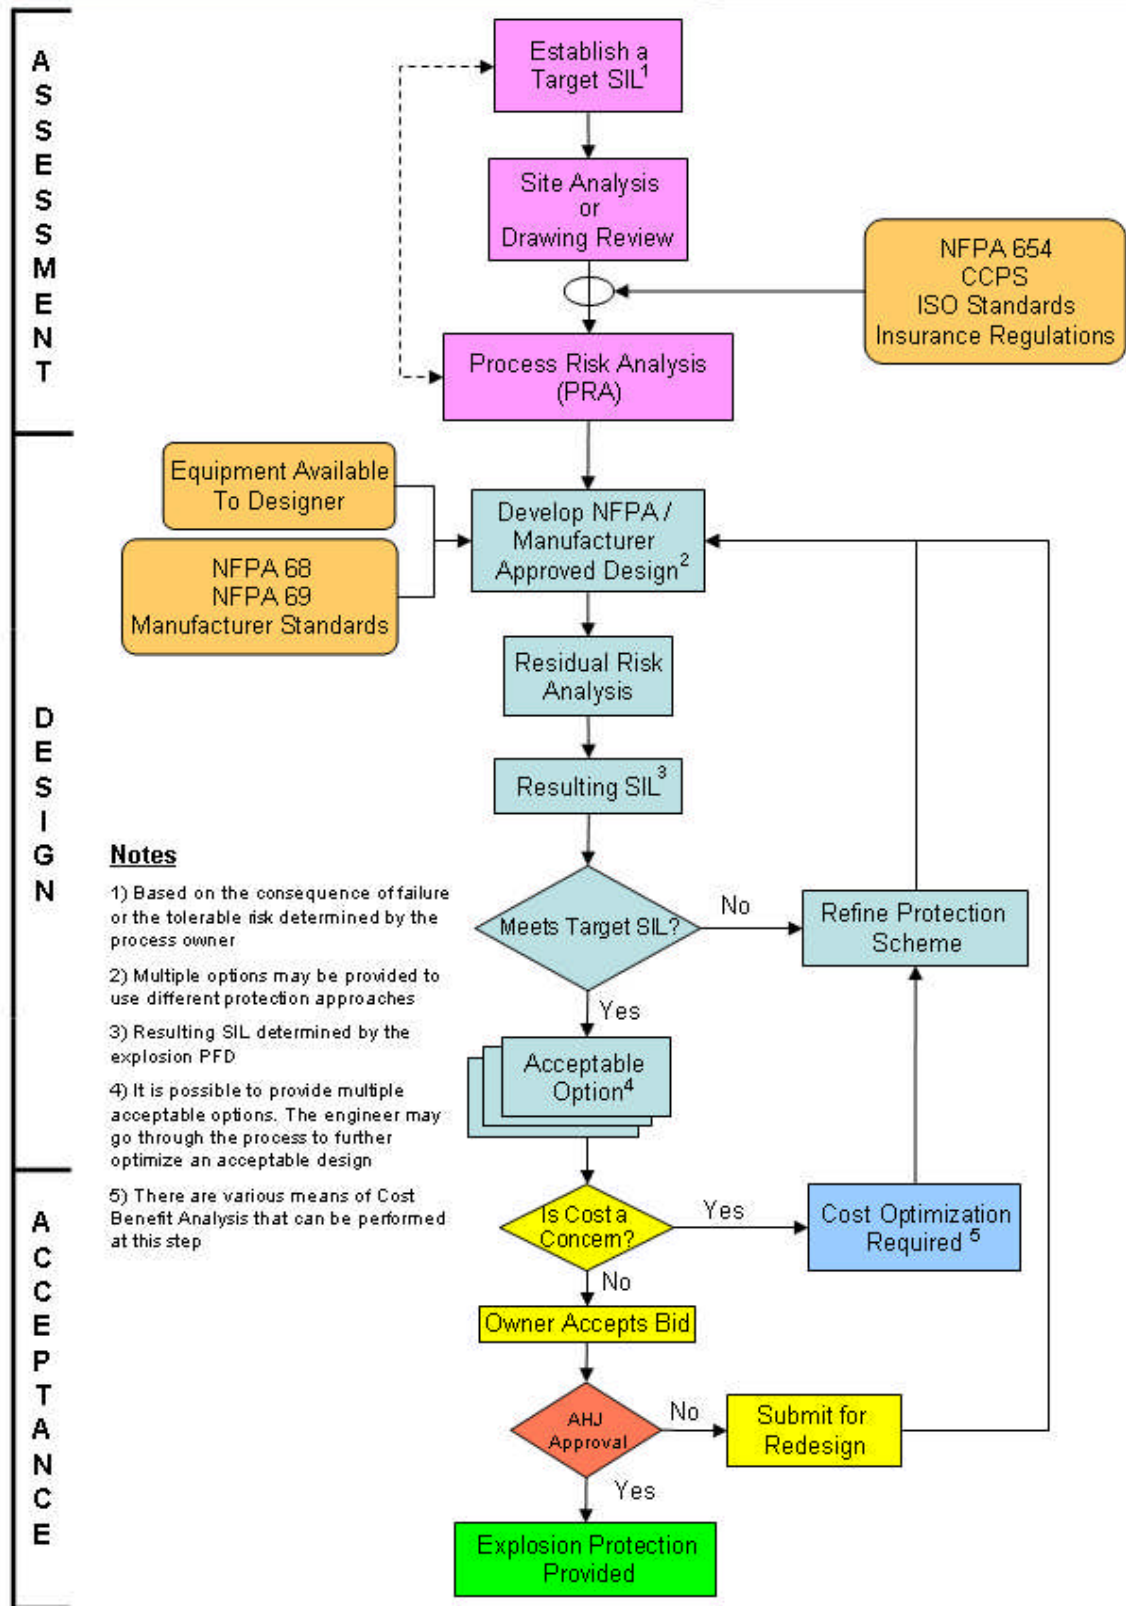 ASSESSMENT
Establish a
Target SIL1
Site Analysis
or
Drawing Review
NFPA 654
CCPS
ISO Standards
Insurance Regulations
Process Risk Analysis
(PRA)
DESIGN
Equipment Available
To Designer
NFPA 68
NFPA 69
Manufacturer Standards
Develop NFPA /
Manufacturer
Approved Design2
Residual Risk
Analysis
Resulting SIL3
Meets Target SIL?
No
Refine Protection
Scheme
Yes
Acceptable
Option4
Notes
1) Based on the consequence of failure
or the tolerable risk determined by the
process owner
2) Multiple options may be provided to
use different protection approaches
3) Resulting SIL determined by the
explosion PFD
4) It is possible to provide multiple
acceptable options. The engineer may
go through the process to further
optimize an acceptable design
5) There are various means of Cost
Benefit Analysis that can be performed
at this step
ACCEPTANCE
Is Cost a
Concern?
Yes
Cost Optimization
Required 5
No
Owner Accepts Bid
AHJ
Approval
No
Submit for
Redesign
Yes
Explosion Protection
Provided